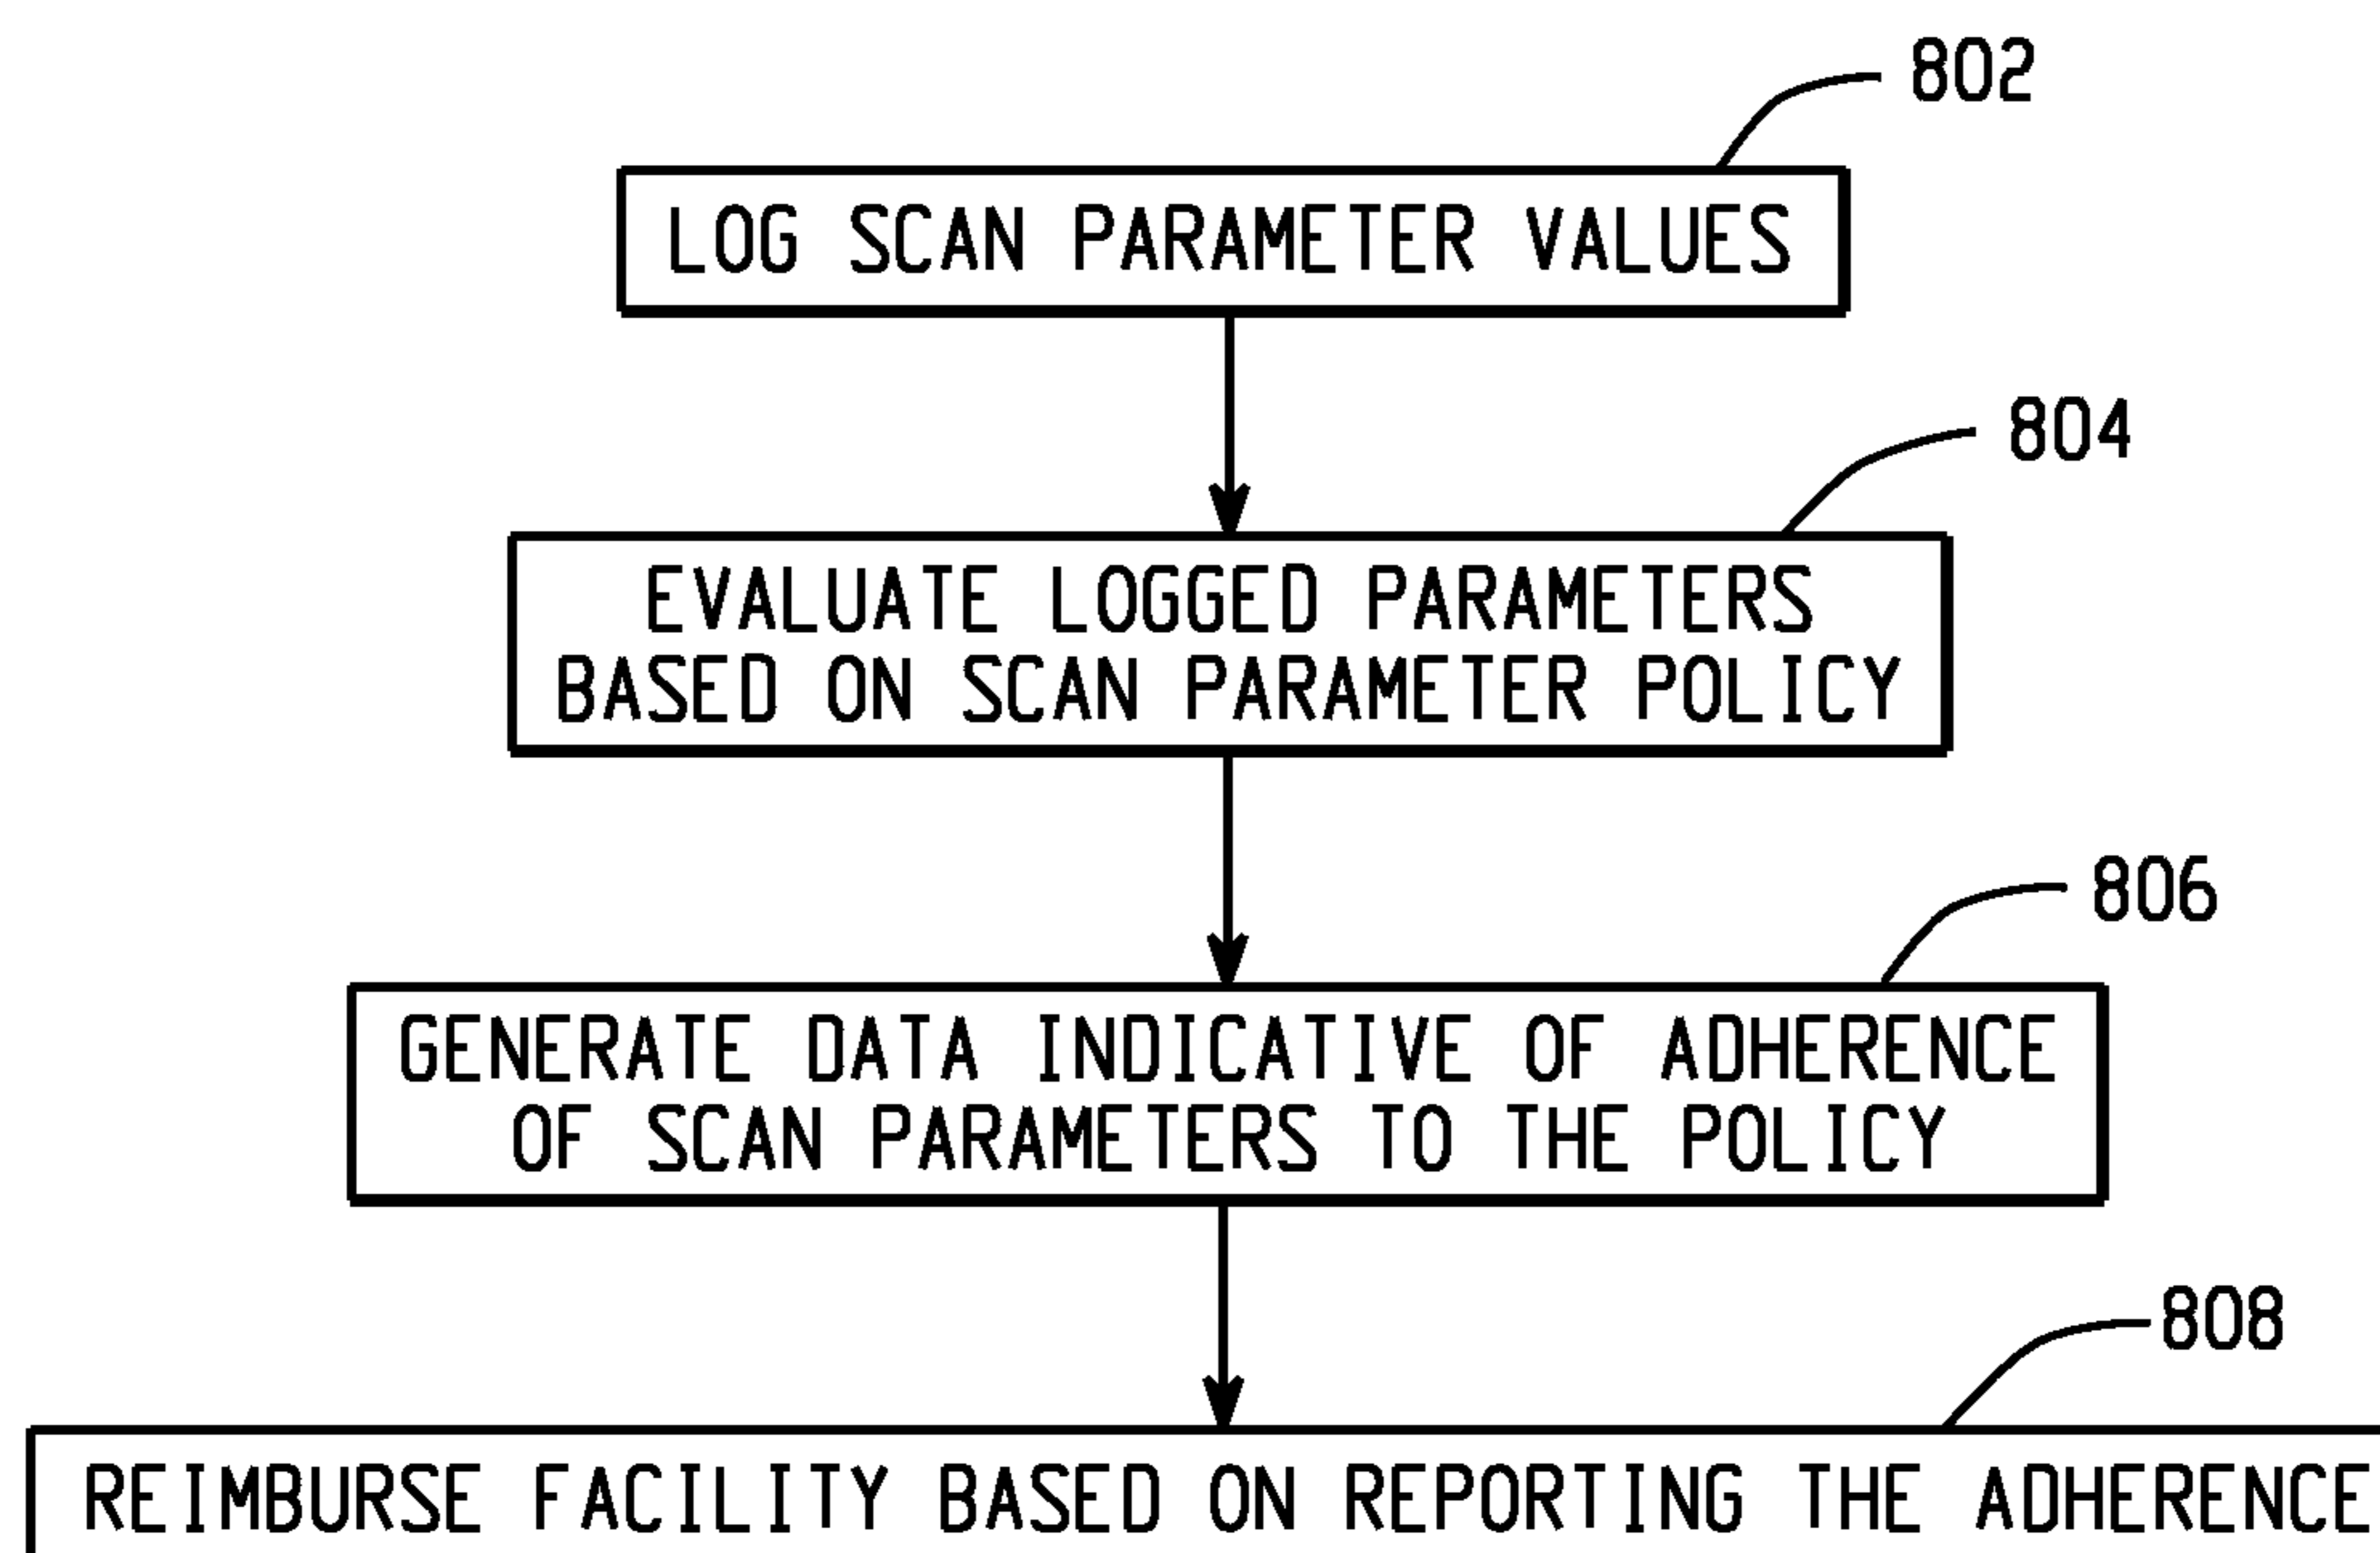 802
LOG SCAN PARAMETER VALUES
804
EVALUATE LOGGED PARAMETERS
BASED ON SCAN PARAMETER POLICY
806
GENERATE DATA INDICATIVE OF ADHERENCE
OF SCAN PARAMETERS TO THE POLICY
808
REIMBURSE FACILITY BASED ON REPORTING THE ADHERENCE